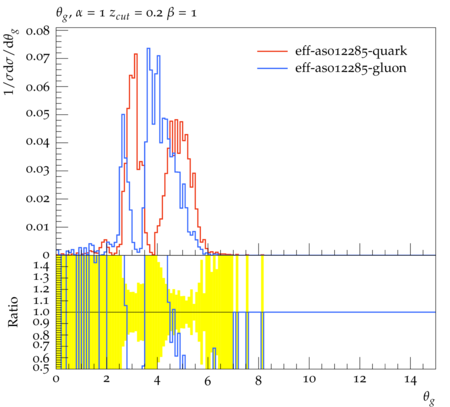 θg, α = 1 zcut = 0.2 β = 1
1/σdσ/dθg
0.08
0.07
0.06
0.05
0.04
0.03
0.02
0.01
0
eff-as012285-quark
eff-as012285-gluon
Ratio
1.4
1.3
1.2
1.1
1.0
0.9
0.8
0.7
0.6
0.5
0 2 4 6 8 10 12 14
θg